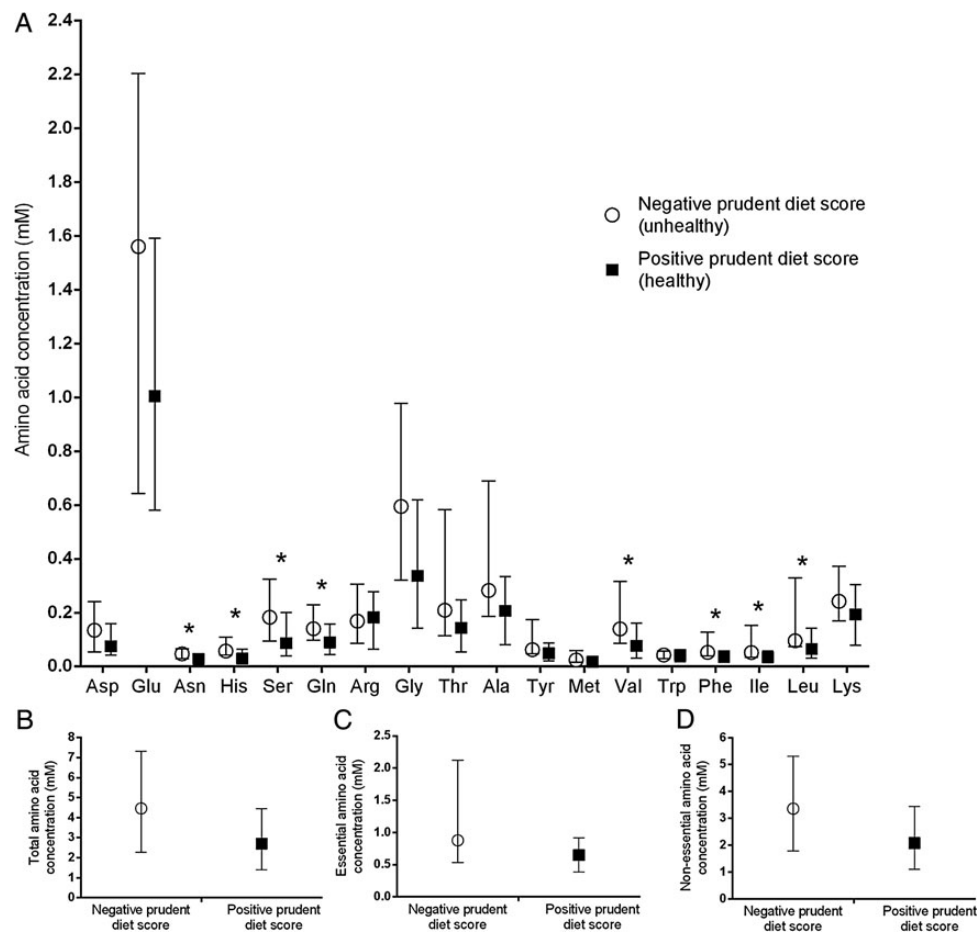 A
2.4
2.2
2.0
1.8
1.6
1.4
1.2
1.0
0.8
0.6
0.4
0.2
0.0
Amino acid concentration (mM)
Negative prudent diet score
(unhealthy)
Positive prudent diet score
(healthy)
* * * * * * * *
Asp Glu Asn His Ser Gln Arg Gly Thr Ala Tyr Met Val Trp Phe Ile Leu Lys
B
8
7
6
5
4
3
2
1
0
Total amino acid
concentration (mM)
Negative prudent Positive prudent
diet score diet score
C
2.5
2.0
1.5
1.0
0.5
0.0
Essential amino acid
concentration (mM)
Negative prudent Positive prudent
diet score diet score
D
6
5
4
3
2
1
0
Non-essential amino acid
concentration (mM)
Negative prudent Positive prudent
diet score diet score